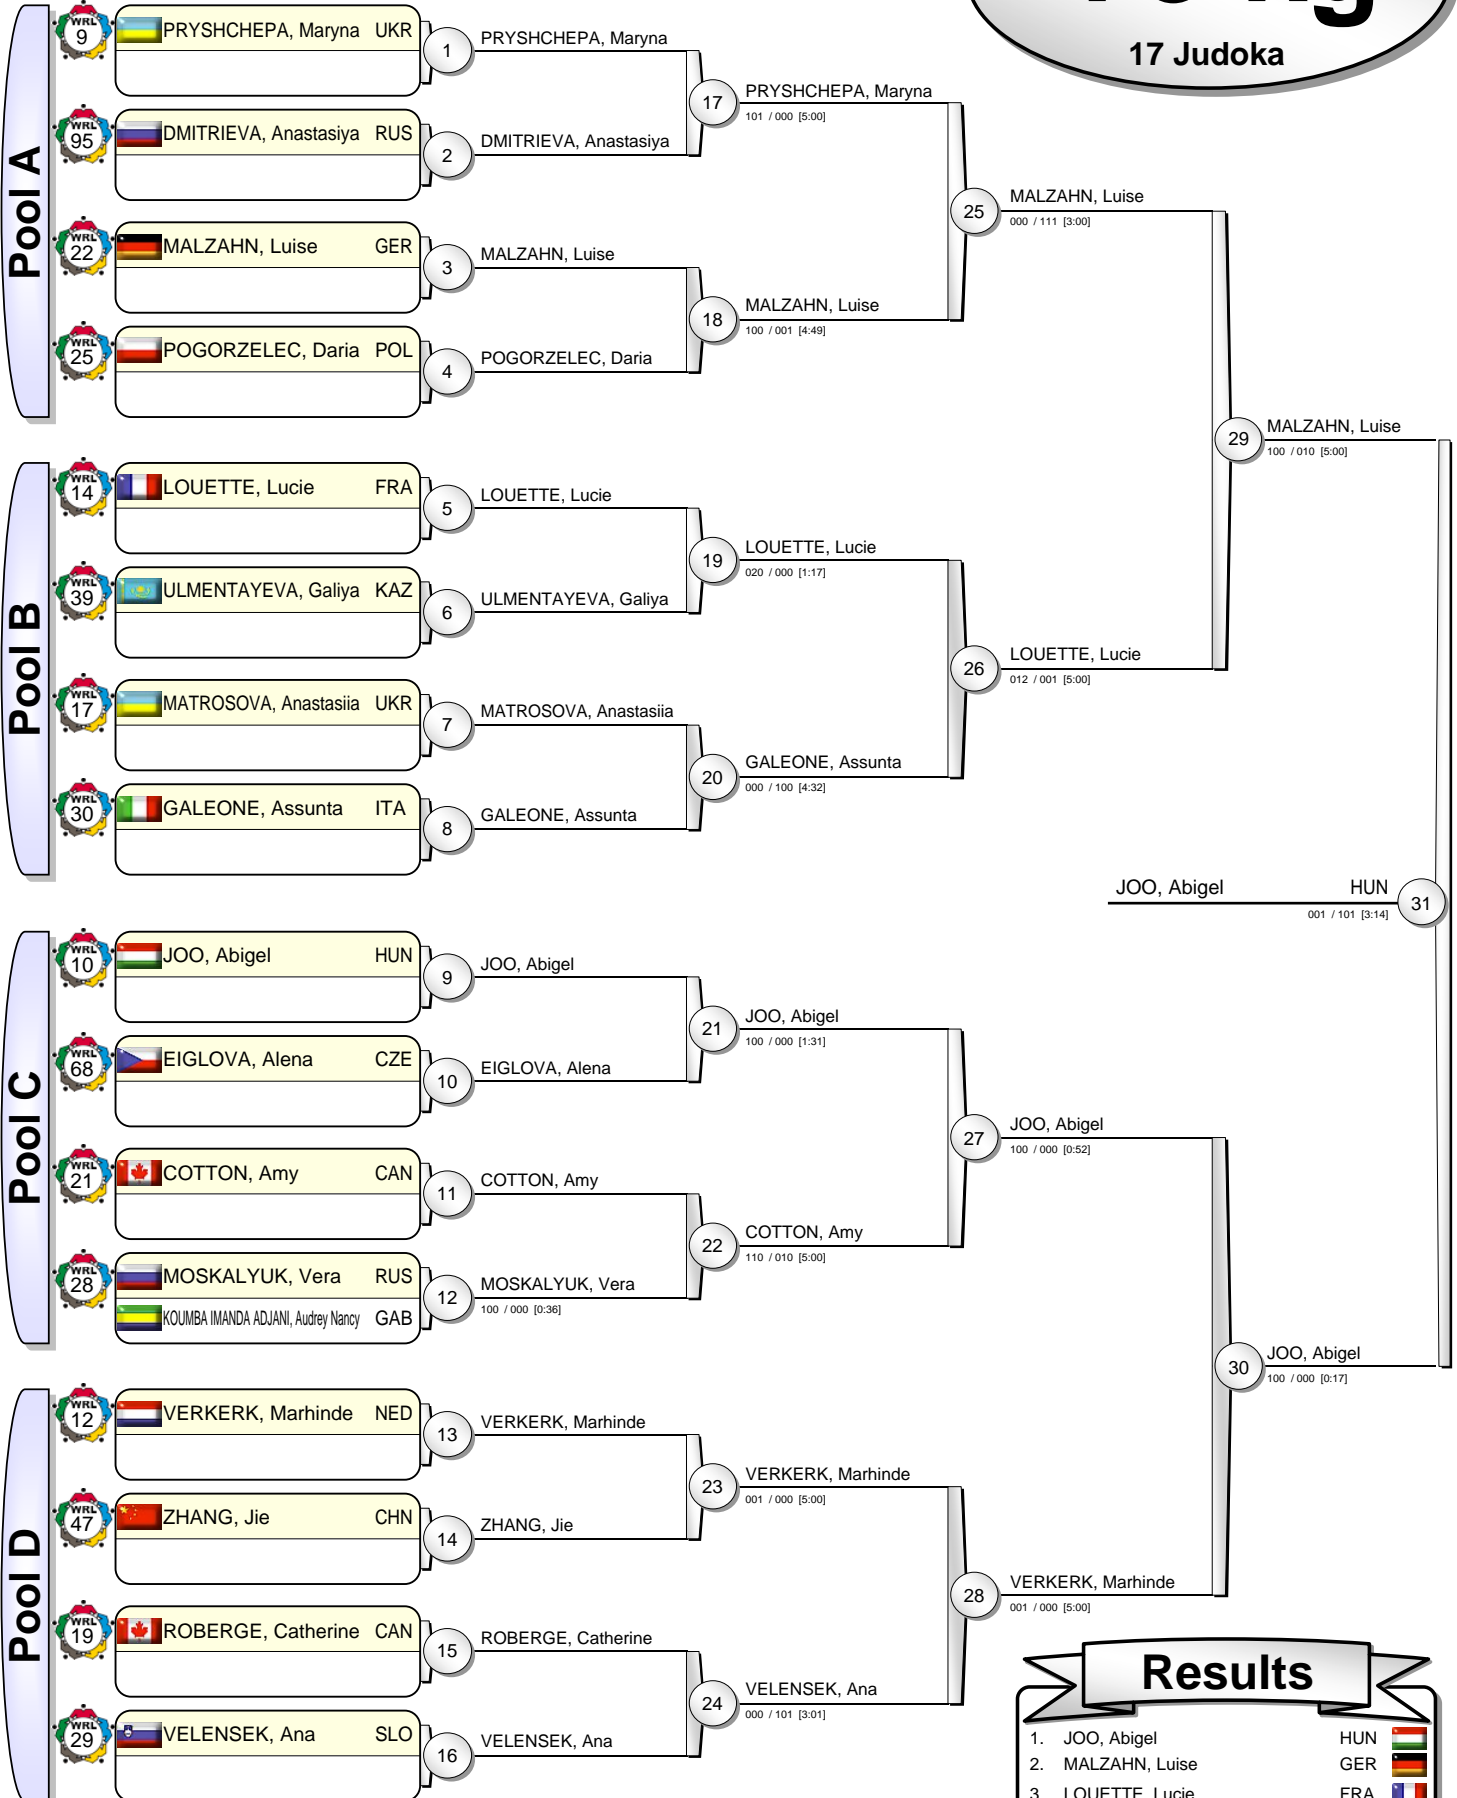 17 Judoka
Pool A
WRL 9 PRYSHCHEPA, Maryna UKR
WRL 95 DMITRIEVA, Anastasiya RUS
WRL 22 MALZAHN, Luise GER
WRL 25 POGORZELEC, Daria POL
1 PRYSHCHEPA, Maryna
2 DMITRIEVA, Anastasiya
3 MALZAHN, Luise
4 POGORZELEC, Daria
17 PRYSHCHEPA, Maryna
101 / 000 [5:00]
18 MALZAHN, Luise
100 / 001 [4:49]
25 MALZAHN, Luise
000 / 111 [3:00]
Pool B
WRL 14 LOUETTE, Lucie FRA
WRL 39 ULMENTAYEVA, Galiya KAZ
WRL 17 MATROSOVA, Anastasiia UKR
WRL 30 GALEONE, Assunta ITA
5 LOUETTE, Lucie
6 ULMENTAYEVA, Galiya
7 MATROSOVA, Anastasiia
8 GALEONE, Assunta
19 LOUETTE, Lucie
020 / 000 [1:17]
20 GALEONE, Assunta
000 / 100 [4:32]
26 LOUETTE, Lucie
012 / 001 [5:00]
29 MALZAHN, Luise
100 / 010 [5:00]
JOO, Abigel HUN 31
001 / 101 [3:14]
Pool C
WRL 10 JOO, Abigel HUN
WRL 68 EIGLOVA, Alena CZE
WRL 21 COTTON, Amy CAN
WRL 28 MOSKALYUK, Vera RUS
KOUMBA IMANDA ADJANI, Audrey Nancy GAB
9 JOO, Abigel
10 EIGLOVA, Alena
11 COTTON, Amy
12 MOSKALYUK, Vera
100 / 000 [0:36]
21 JOO, Abigel
100 / 000 [1:31]
22 COTTON, Amy
110 / 010 [5:00]
27 JOO, Abigel
100 / 000 [0:52]
Pool D
WRL 12 VERKERK, Marhinde NED
WRL 47 ZHANG, Jie CHN
WRL 19 ROBERGE, Catherine CAN
WRL 29 VELENSEK, Ana SLO
13 VERKERK, Marhinde
14 ZHANG, Jie
15 ROBERGE, Catherine
16 VELENSEK, Ana
23 VERKERK, Marhinde
001 / 000 [5:00]
24 VELENSEK, Ana
000 / 101 [3:01]
28 VERKERK, Marhinde
001 / 000 [5:00]
30 JOO, Abigel
100 / 000 [0:17]
Results
1. JOO, Abigel HUN
2. MALZAHN, Luise GER
3. LOUETTE, Lucie FRA